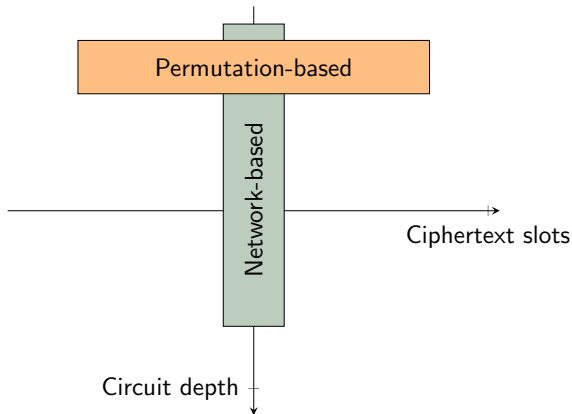 Permutation-based
Network-based
Ciphertext slots
Circuit depth